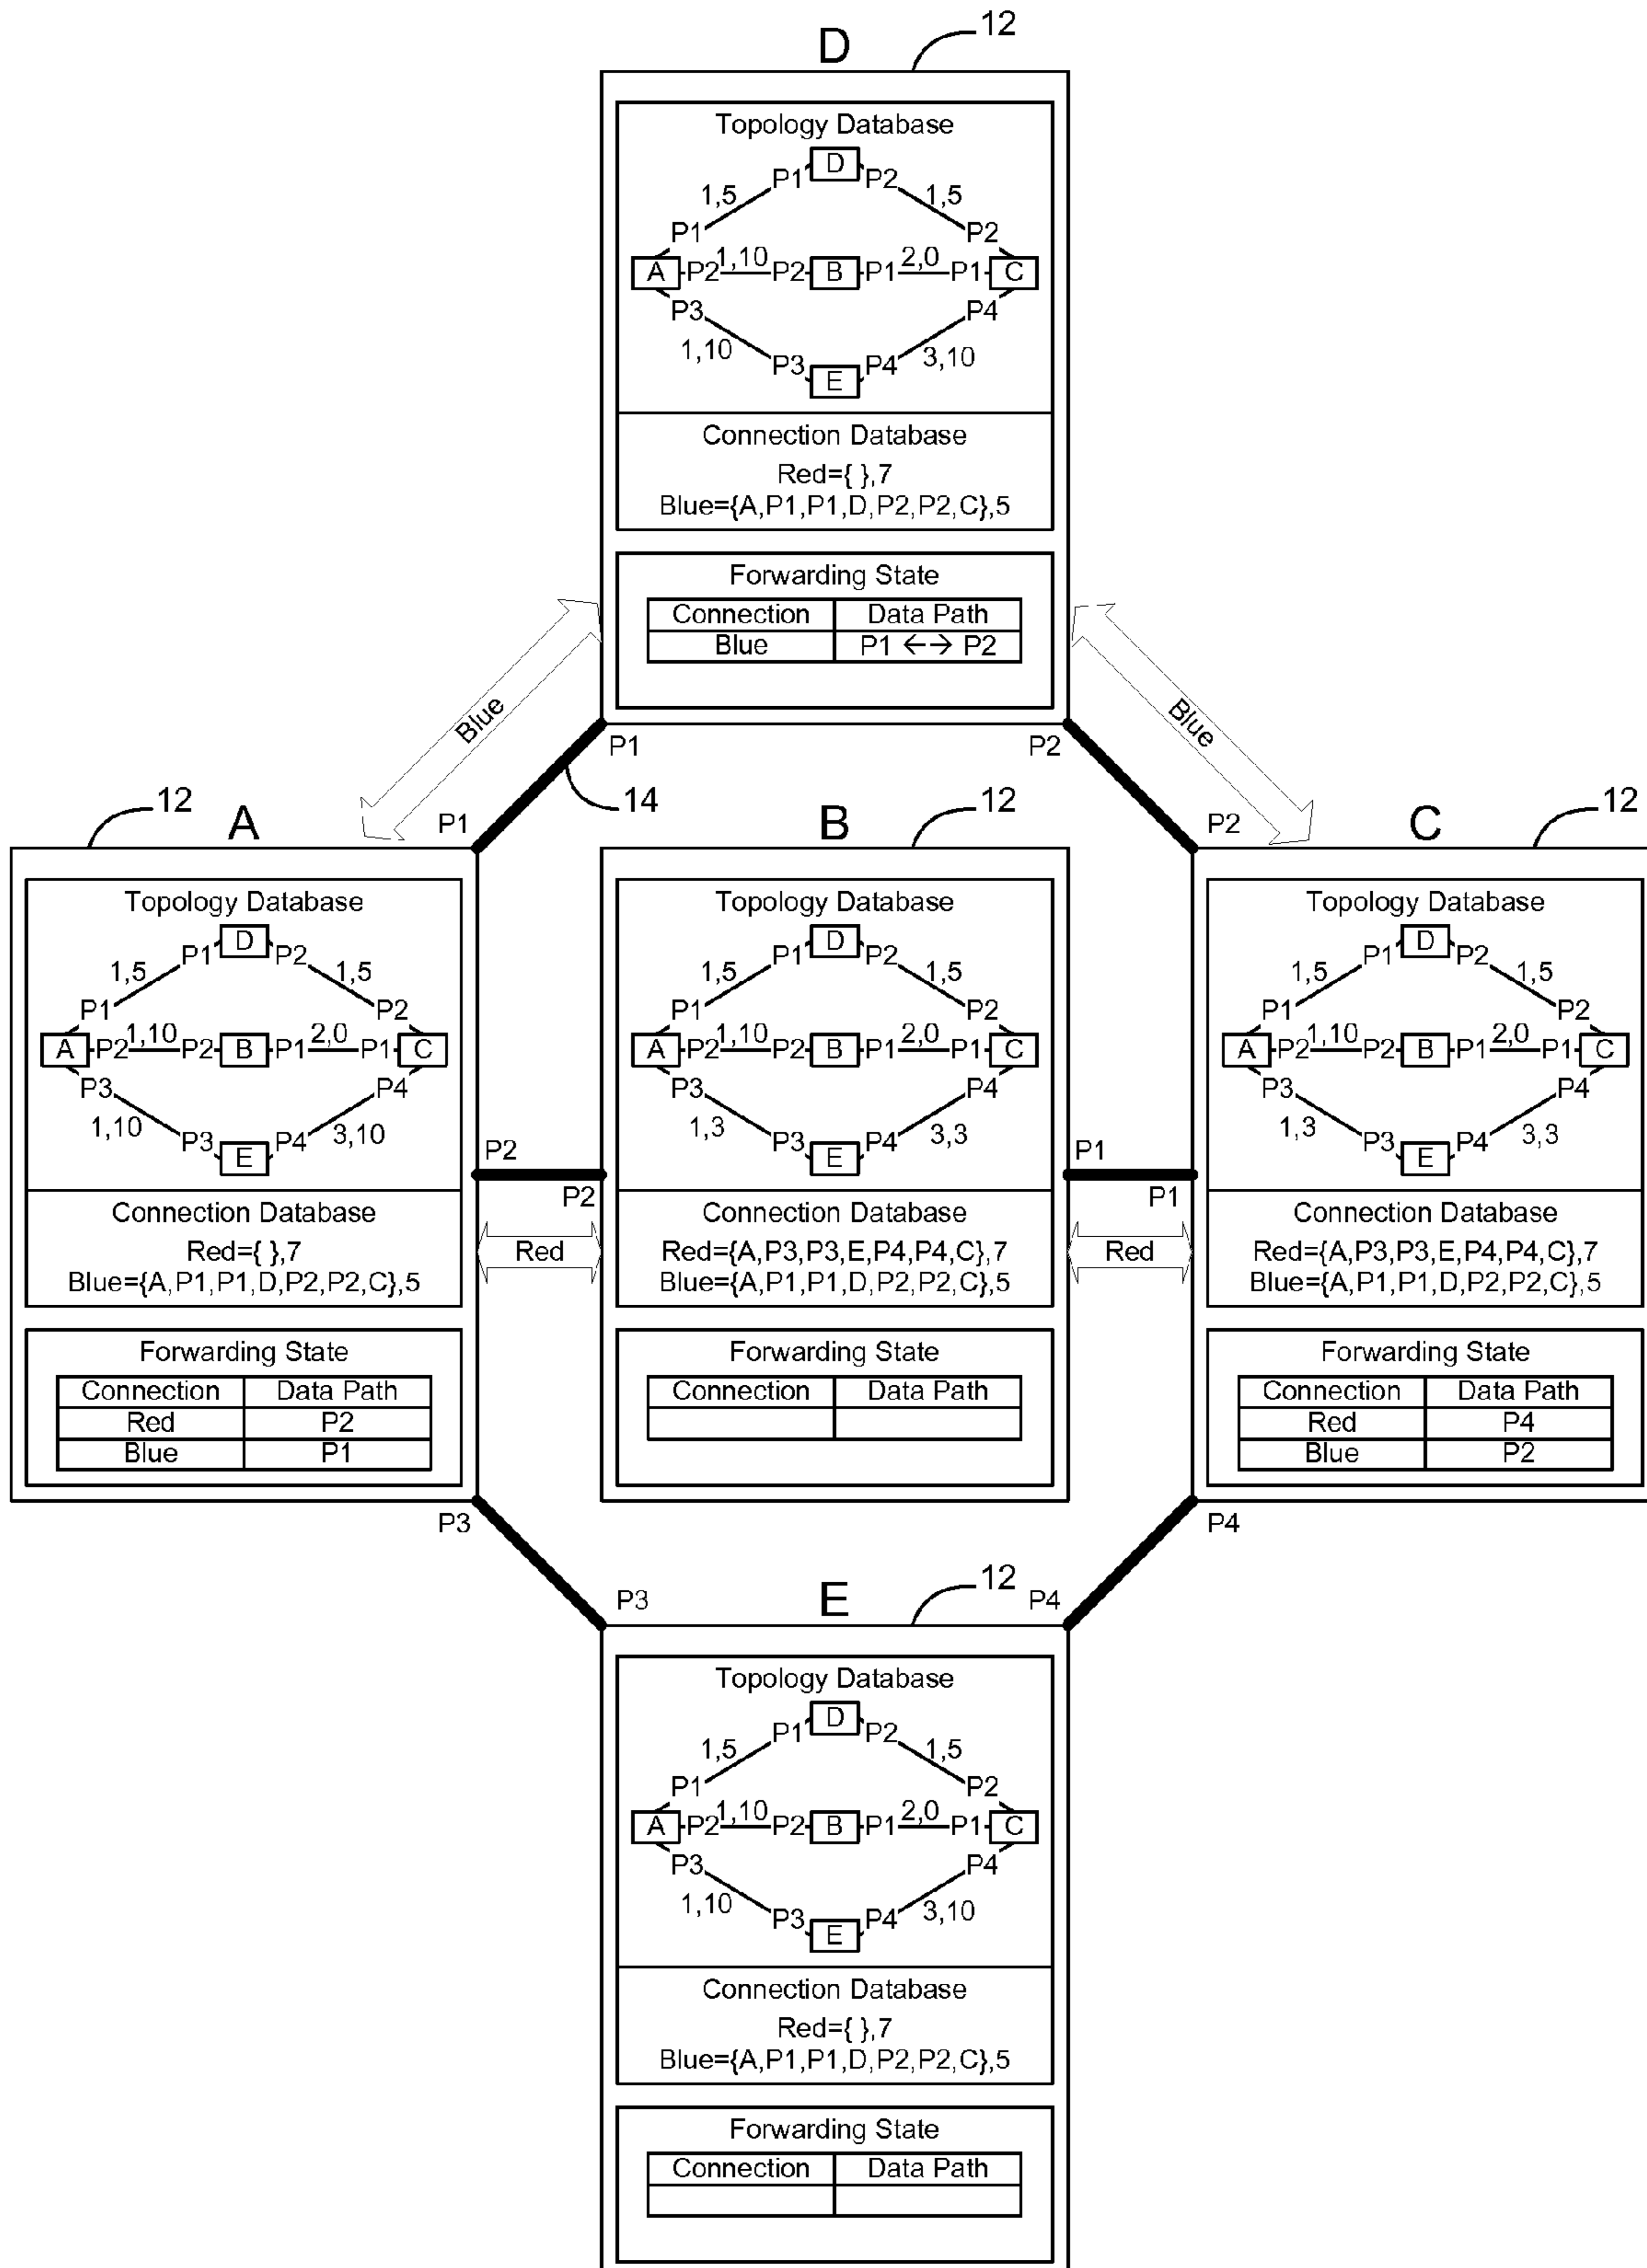 D
12
Topology Database
D
P1 P2
1,5 1,5
P1 P2
A P2 1,10 P2 B P1 2,0 P1 C
P3 P4
1,10 3,10
P3 P4
E
Connection Database
Red={ },7
Blue={A,P1,P1,D,P2,P2,C},5
Forwarding State
Connection Data Path
Blue P1 ←→ P2
Blue
Blue
P1 P2
14
P1 P2
12
A
Topology Database
D
P1 P2
1,5 1,5
P1 P2
A P2 1,10 P2 B P1 2,0 P1 C
P3 P4
1,10 3,10
P3 P4
E
Connection Database
Red={ },7
Blue={A,P1,P1,D,P2,P2,C},5
Forwarding State
Connection Data Path
Red P2
Blue P1
P2
P2
Red
P3
12
B
Topology Database
D
P1 P2
1,5 1,5
P1 P2
A P2 1,10 P2 B P1 2,0 P1 C
P3 P4
1,3 3,3
P3 P4
E
Connection Database
Red={A,P3,P3,E,P4,P4,C},7
Blue={A,P1,P1,D,P2,P2,C},5
Forwarding State
Connection Data Path
P1
P1
Red
12
C
Topology Database
D
P1 P2
1,5 1,5
P1 P2
A P2 1,10 P2 B P1 2,0 P1 C
P3 P4
1,3 3,3
P3 P4
E
Connection Database
Red={A,P3,P3,E,P4,P4,C},7
Blue={A,P1,P1,D,P2,P2,C},5
Forwarding State
Connection Data Path
Red P4
Blue P2
P4
P3 P4
12
E
Topology Database
D
P1 P2
1,5 1,5
P1 P2
A P2 1,10 P2 B P1 2,0 P1 C
P3 P4
1,10 3,10
P3 P4
E
Connection Database
Red={ },7
Blue={A,P1,P1,D,P2,P2,C},5
Forwarding State
Connection Data Path